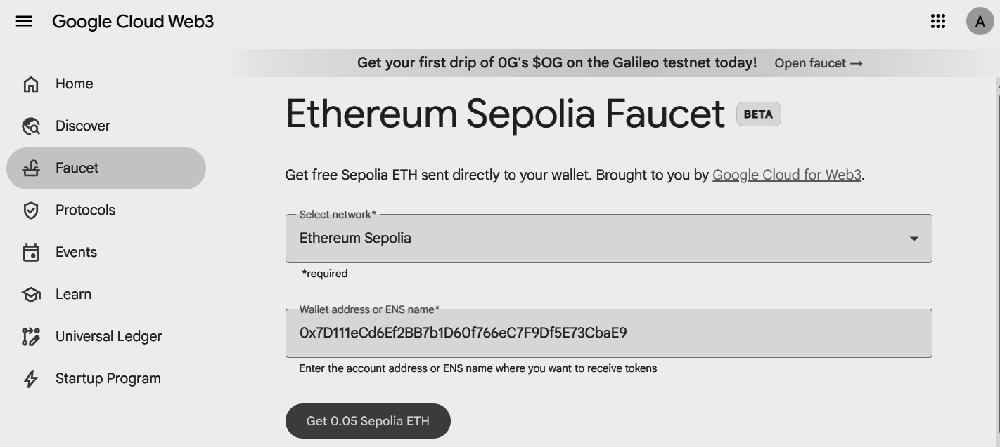 Google Cloud Web3
A
Get your first drip of 0G's $OG on the Galileo testnet today! Open faucet →
Home
Discover
Faucet
Protocols
Events
Learn
Universal Ledger
Startup Program
Ethereum Sepolia Faucet BETA
Get free Sepolia ETH sent directly to your wallet. Brought to you by Google Cloud for Web3.
Select network*
Ethereum Sepolia
*required
Wallet address or ENS name*
0x7D111eCd6Ef2BB7b1D60f766eC7F9Df5E73CbaE9
Enter the account address or ENS name where you want to receive tokens
Get 0.05 Sepolia ETH